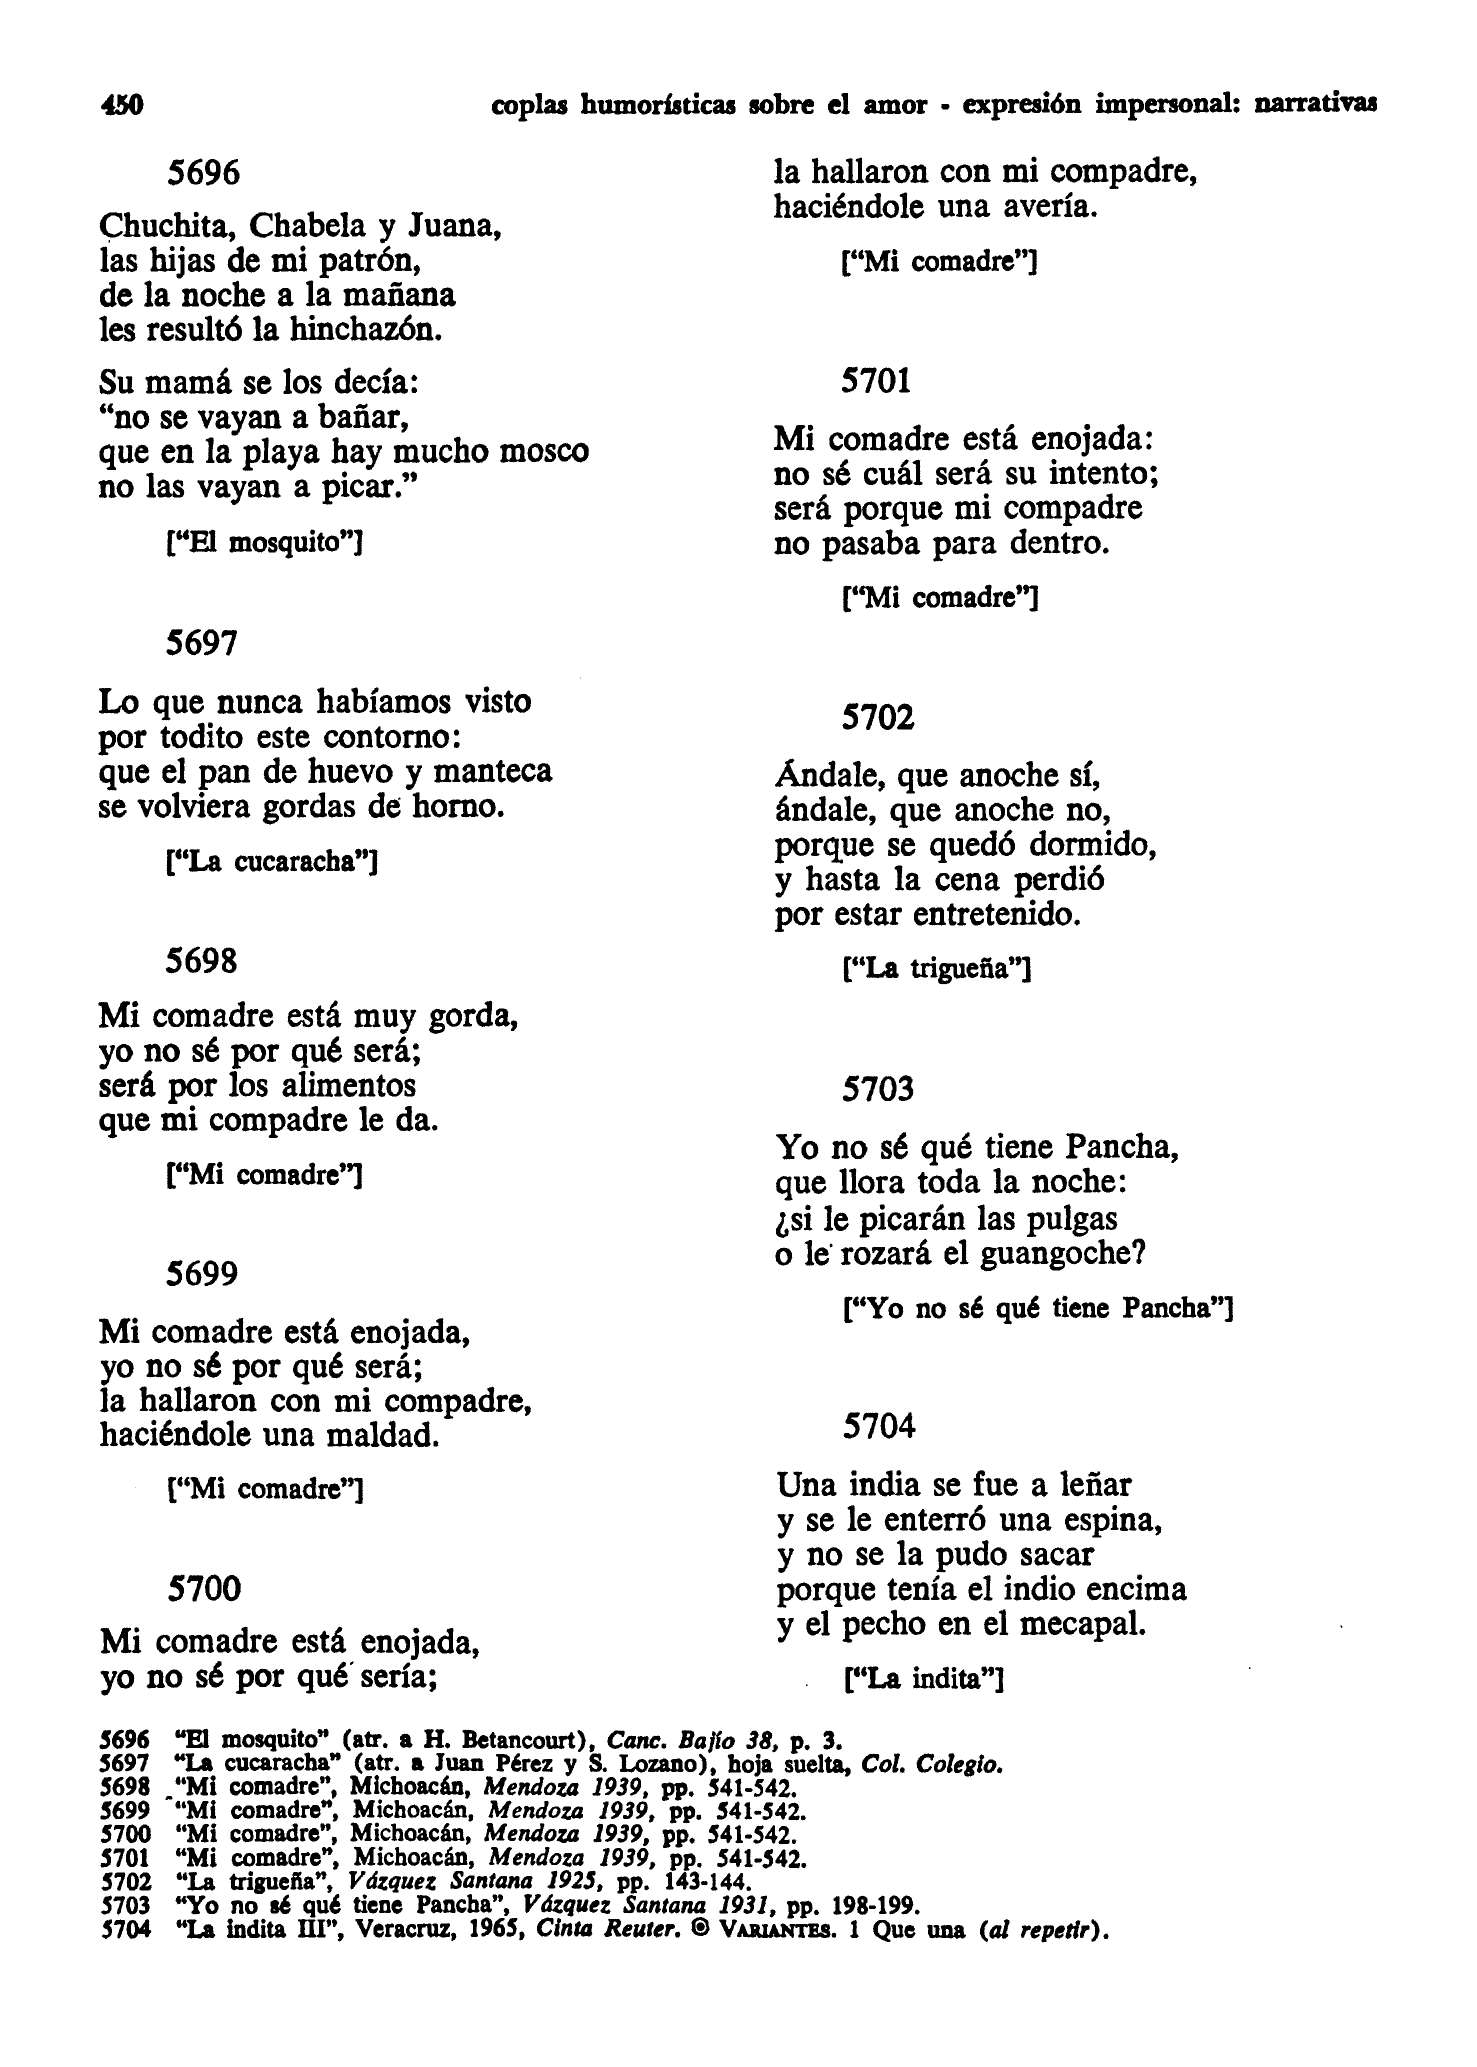 450 coplas humorísticas sobre el amor - expresión impersonal: narrativas
5696
Chuchita, Chabela y Juana,
las hijas de mi patrón,
de la noche a la mañana
les resultó la hinchazón.
Su mamá se los decía:
“no se vayan a bañar,
que en la playa hay mucho mosco
no las vayan a picar.”
[“El mosquito”]
5697
Lo que nunca habíamos visto
por todito este contorno:
que el pan de huevo y manteca
se volviera gordas de horno.
[“La cucaracha”]
5698
Mi comadre está muy gorda,
yo no sé por qué será;
será por los alimentos
que mi compadre le da.
[“Mi comadre”]
5699
Mi comadre está enojada,
yo no sé por qué será;
la hallaron con mi compadre,
haciéndole una maldad.
[“Mi comadre”]
5700
Mi comadre está enojada,
yo no sé por qué sería;
la hallaron con mi compadre,
haciéndole una avería.
[“Mi comadre”]
5701
Mi comadre está enojada:
no sé cuál será su intento;
será porque mi compadre
no pasaba para dentro.
[“Mi comadre”]
5702
Ándale, que anoche sí,
ándale, que anoche no,
porque se quedó dormido,
y hasta la cena perdió
por estar entretenido.
[“La trigueña”]
5703
Yo no sé qué tiene Pancha,
que llora toda la noche:
¿si le picarán las pulgas
o le rozará el guangoche?
[“Yo no sé qué tiene Pancha”]
5704
Una india se fue a leñar
y se le enterró una espina,
y no se la pudo sacar
porque tenía el indio encima
y el pecho en el mecapal.
[“La indita”]
5696 “El mosquito” (atr. a H. Betancourt), Canc. Bajío 38, p. 3.
5697 “La cucaracha” (atr. a Juan Pérez y S. Lozano), hoja suelta, Col. Colegio.
5698 “Mi comadre”, Michoacán, Mendoza 1939, pp. 541-542.
5699 “Mi comadre”, Michoacán, Mendoza 1939, pp. 541-542.
5700 “Mi comadre”, Michoacán, Mendoza 1939, pp. 541-542.
5701 “Mi comadre”, Michoacán, Mendoza 1939, pp. 541-542.
5702 “La trigueña”, Vázquez Santana 1925, pp. 143-144.
5703 “Yo no sé qué tiene Pancha”, Vázquez Santana 1931, pp. 198-199.
5704 “La indita III”, Veracruz, 1965, Cinta Reuter. ⊙ VARIANTES. 1 Que una (al repetir).